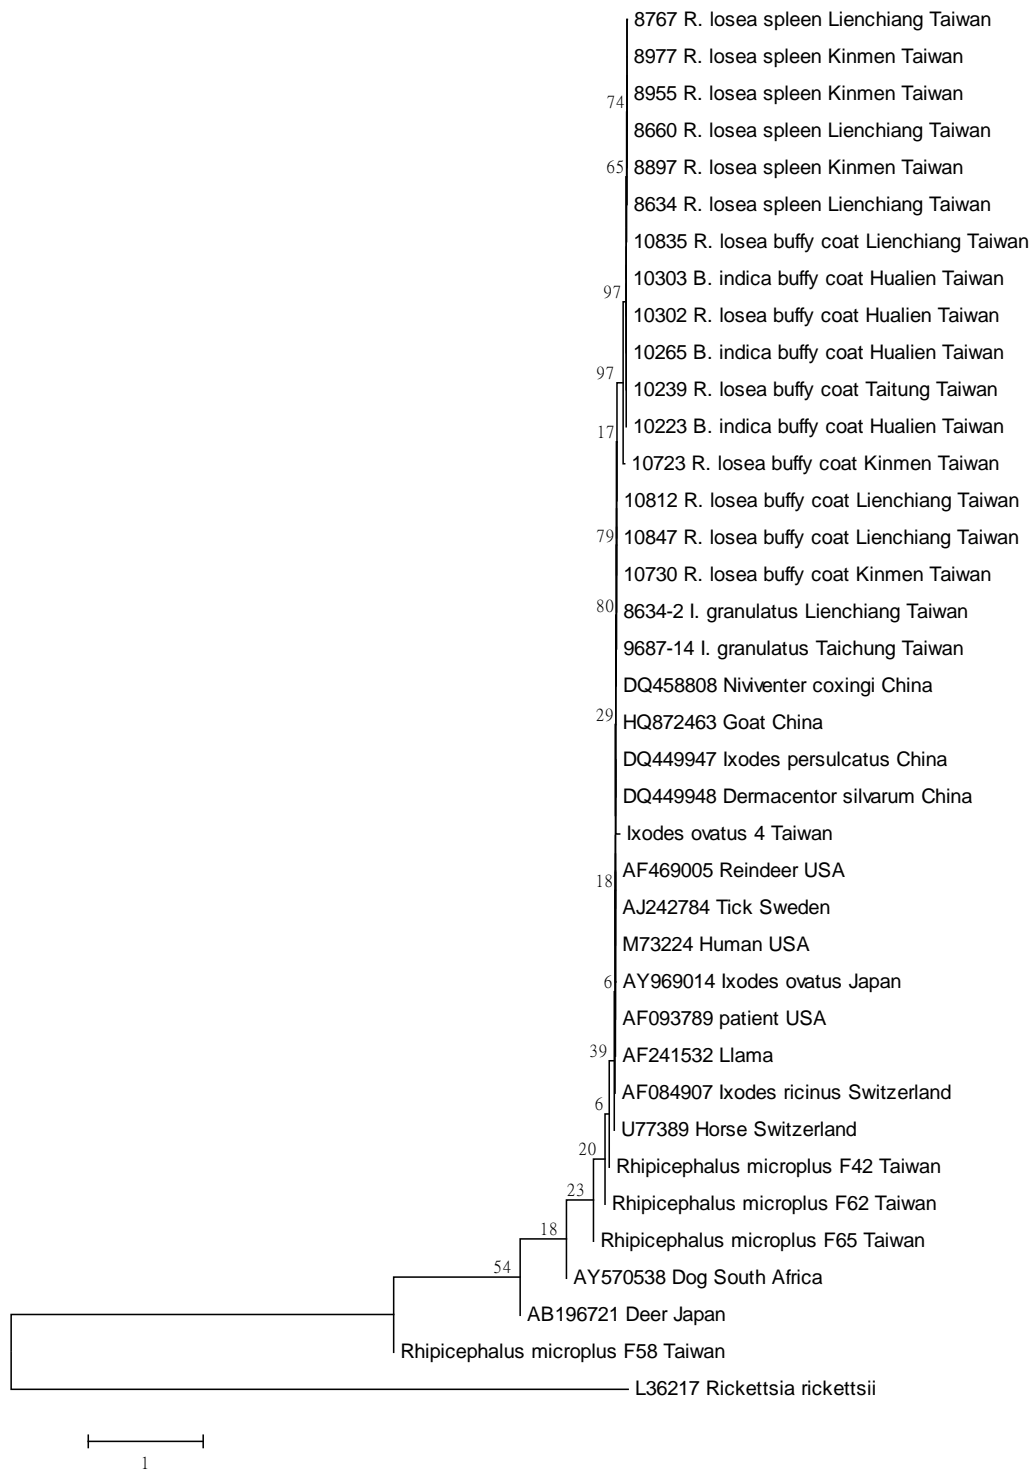 8767 R. losea spleen Lienchiang Taiwan
8977 R. losea spleen Kinmen Taiwan
8955 R. losea spleen Kinmen Taiwan
74
8660 R. losea spleen Lienchiang Taiwan
65
8897 R. losea spleen Kinmen Taiwan
8634 R. losea spleen Lienchiang Taiwan
10835 R. losea buffy coat Lienchiang Taiwan
10303 B. indica buffy coat Hualien Taiwan
97
10302 R. losea buffy coat Hualien Taiwan
10265 B. indica buffy coat Hualien Taiwan
97
10239 R. losea buffy coat Taitung Taiwan
10223 B. indica buffy coat Hualien Taiwan
17
10723 R. losea buffy coat Kinmen Taiwan
10812 R. losea buffy coat Lienchiang Taiwan
79
10847 R. losea buffy coat Lienchiang Taiwan
10730 R. losea buffy coat Kinmen Taiwan
80
8634-2 I. granulatus Lienchiang Taiwan
9687-14 I. granulatus Taichung Taiwan
DQ458808 Niviventer coxingi China
29
HQ872463 Goat China
DQ449947 Ixodes persulcatus China
DQ449948 Dermacentor silvarum China
Ixodes ovatus 4 Taiwan
AF469005 Reindeer USA
18
AJ242784 Tick Sweden
M73224 Human USA
6
AY969014 Ixodes ovatus Japan
AF093789 patient USA
39
AF241532 Llama
AF084907 Ixodes ricinus Switzerland
6
U77389 Horse Switzerland
20
Rhipicephalus microplus F42 Taiwan
23
Rhipicephalus microplus F62 Taiwan
18
Rhipicephalus microplus F65 Taiwan
54
AY570538 Dog South Africa
AB196721 Deer Japan
Rhipicephalus microplus F58 Taiwan
L36217 Rickettsia rickettsii
1